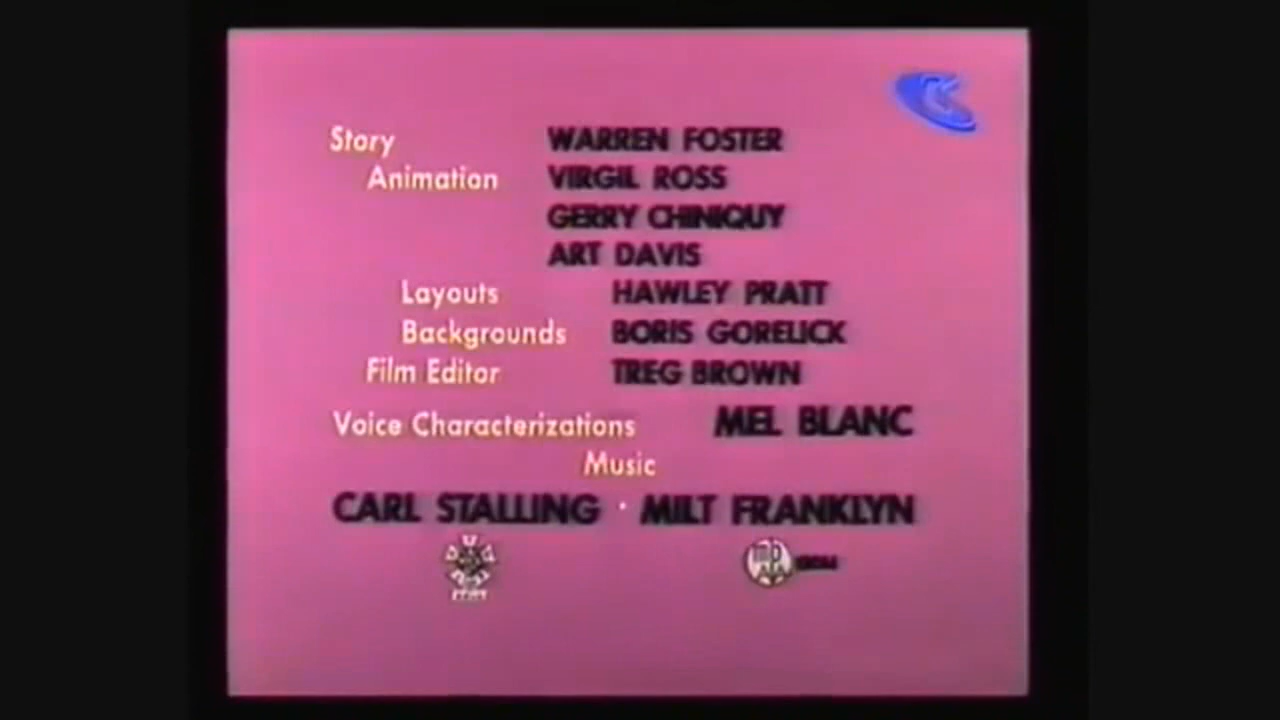 Story WARREN FOSTER
Animation VIRGIL ROSS
GERRY CHINIQUY
ART DAVIS
Layouts HAWLEY PRATT
Backgrounds BORIS GORELICK
Film Editor TREG BROWN
Voice Characterizations MEL BLANC
Music
CARL STALLING · MILT FRANKLYN